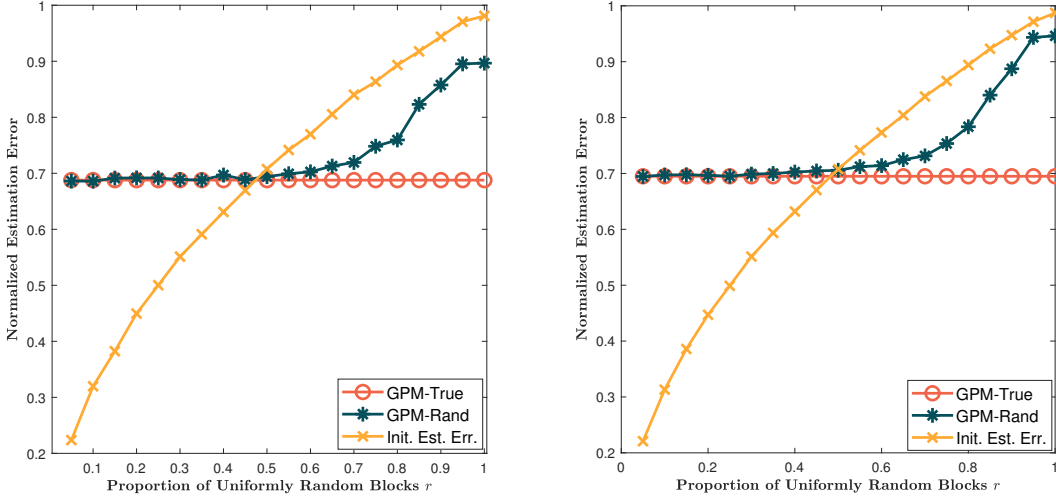 1
0.9
0.8
0.7
0.6
0.5
0.4
0.3
0.2
Normalized Estimation Error
GPM-True
GPM-Rand
Init. Est. Err.
0.1 0.2 0.3 0.4 0.5 0.6 0.7 0.8 0.9 1
Proportion of Uniformly Random Blocks r
1
0.9
0.8
0.7
0.6
0.5
0.4
0.3
0.2
Normalized Estimation Error
GPM-True
GPM-Rand
Init. Est. Err.
0 0.2 0.4 0.6 0.8 1
Proportion of Uniformly Random Blocks r